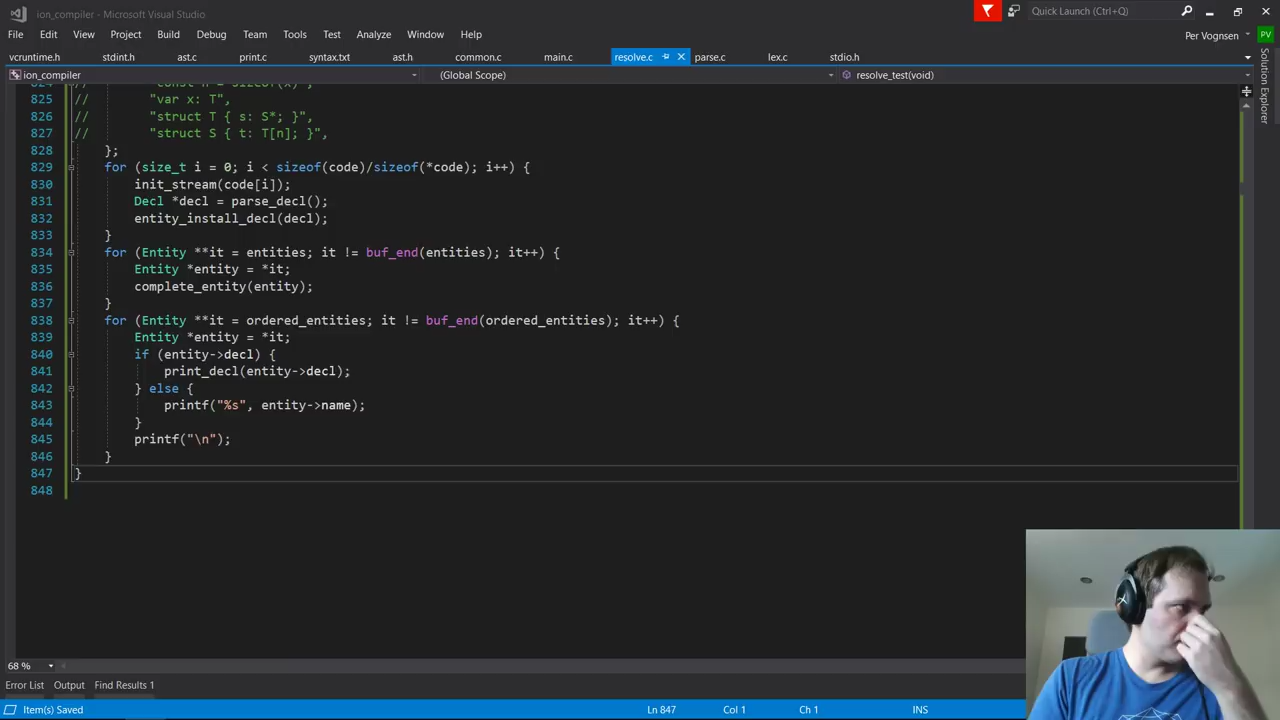 ion_compiler - Microsoft Visual Studio
Quick Launch (Ctrl+Q)
File Edit View Project Build Debug Team Tools Test Analyze Window Help
Per Vognsen PV
vcruntime.h stdint.h ast.c print.c syntax.txt ast.h common.c main.c resolve.c parse.c lex.c stdio.h
ion_compiler (Global Scope) resolve_test(void)
Solution Explorer
824 // "const n = sizeof(x)",
825 // "var x: T",
826 // "struct T { s: S*; }",
827 // "struct S { t: T[n]; }",
828 };
829 for (size_t i = 0; i < sizeof(code)/sizeof(*code); i++) {
830 init_stream(code[i]);
831 Decl *decl = parse_decl();
832 entity_install_decl(decl);
833 }
834 for (Entity **it = entities; it != buf_end(entities); it++) {
835 Entity *entity = *it;
836 complete_entity(entity);
837 }
838 for (Entity **it = ordered_entities; it != buf_end(ordered_entities); it++) {
839 Entity *entity = *it;
840 if (entity->decl) {
841 print_decl(entity->decl);
842 } else {
843 printf("%s", entity->name);
844 }
845 printf("\n");
846 }
847 }
848
68 %
Error List Output Find Results 1
Item(s) Saved Ln 847 Col 1 Ch 1 INS